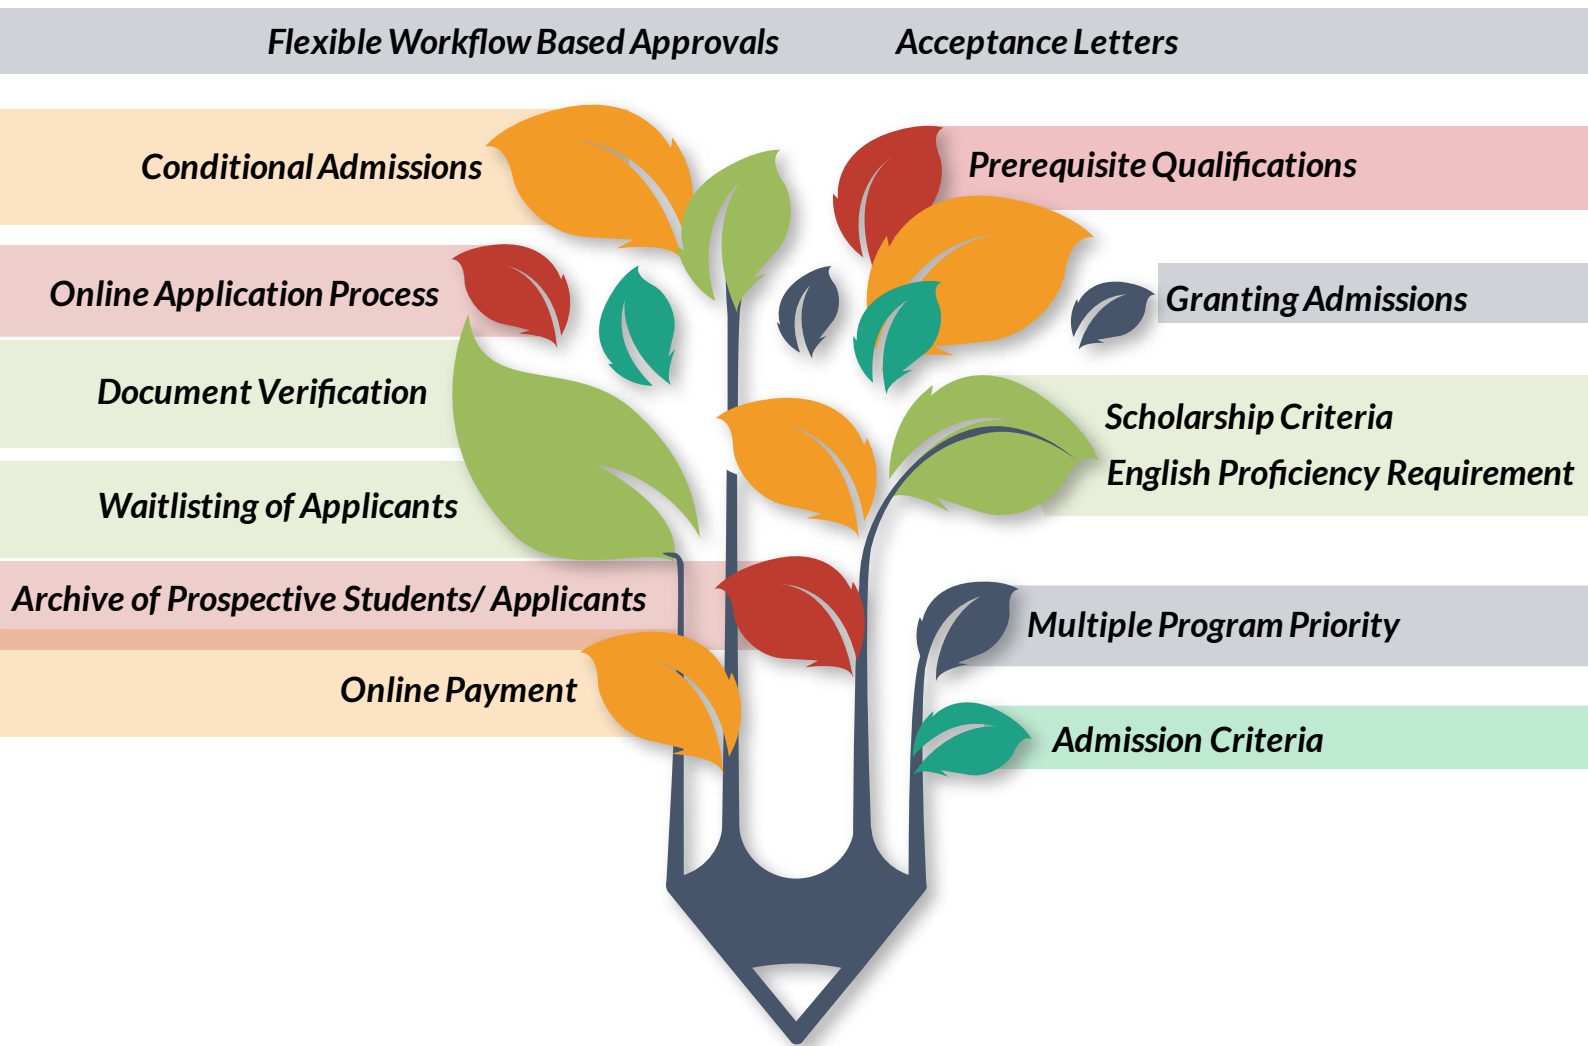 Flexible Workflow Based Approvals
Acceptance Letters
Conditional Admissions
Prerequisite Qualifications
Online Application Process
Granting Admissions
Document Verification
Scholarship Criteria
English Proficiency Requirement
Waitlisting of Applicants
Archive of Prospective Students/ Applicants
Multiple Program Priority
Online Payment
Admission Criteria